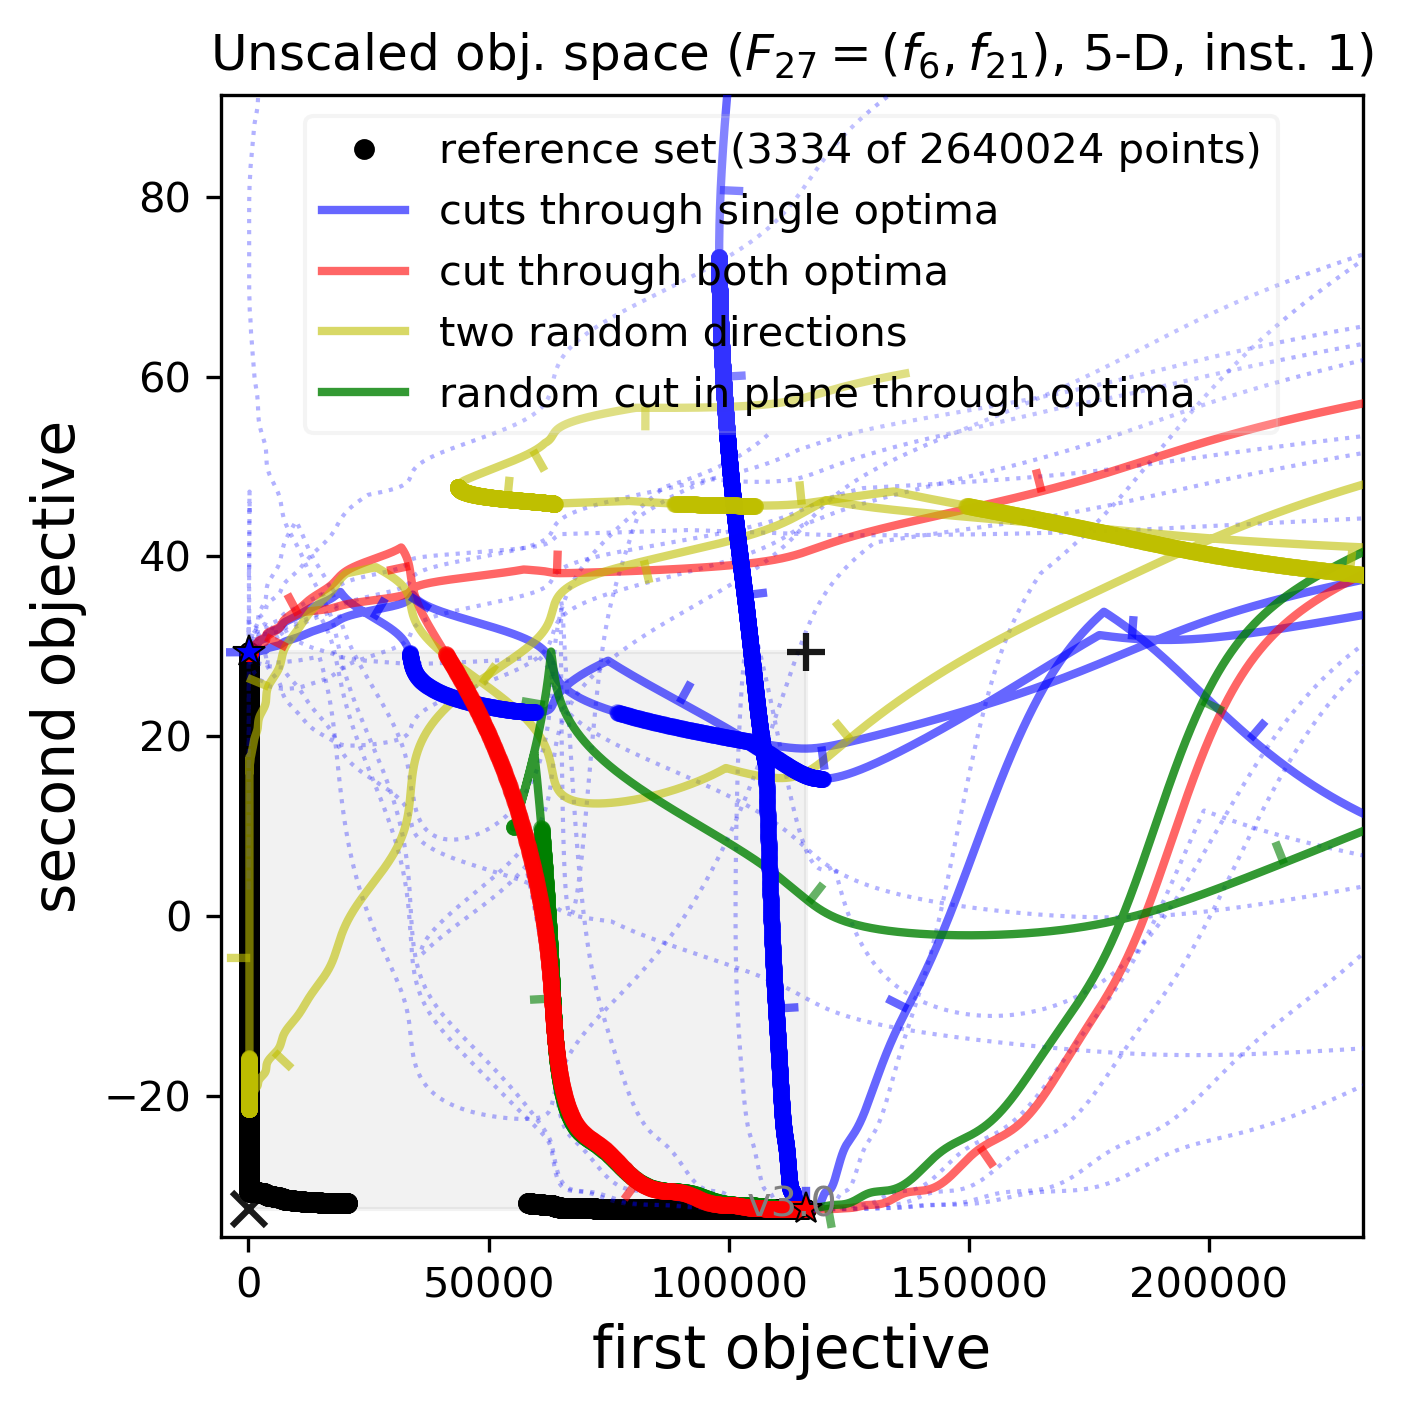 Unscaled obj. space (F₂₇ = (f₆, f₂₁), 5-D, inst. 1)
reference set (3334 of 2640024 points)
cuts through single optima
cut through both optima
two random directions
random cut in plane through optima
80
60
40
20
0
−20
second objective
v3.0
0 50000 100000 150000 200000
first objective